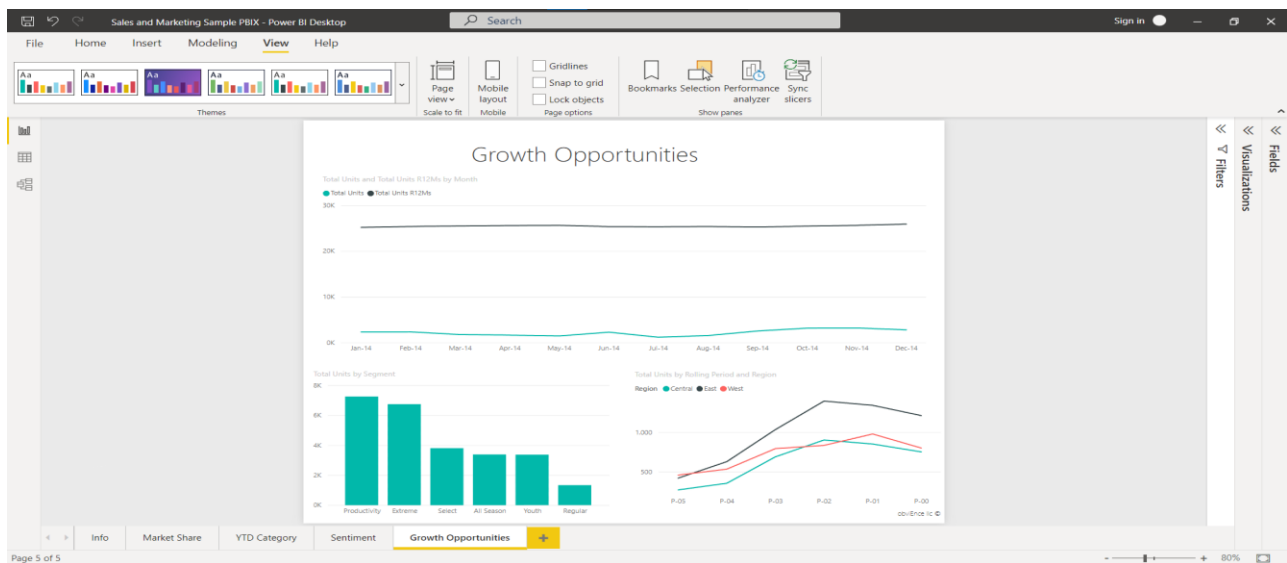 Sales and Marketing Sample PBIX - Power BI Desktop
Search
Sign in
File Home Insert Modeling View Help
Aa Aa Aa Aa Aa Aa
Themes
Page view
Scale to fit
Mobile layout
Mobile
Gridlines
Snap to grid
Lock objects
Page options
Bookmarks Selection Performance analyzer Sync slicers
Show panes
Filters
Visualizations
Fields
Growth Opportunities
Total Units and Total Units R12Ms by Month
Total Units Total Units R12Ms
30K
20K
10K
0K
Jan-14 Feb-14 Mar-14 Apr-14 May-14 Jun-14 Jul-14 Aug-14 Sep-14 Oct-14 Nov-14 Dec-14
Total Units by Segment
8K
6K
4K
2K
0K
Productivity Extreme Select All Season Youth Regular
Total Units by Rolling Period and Region
Region Central East West
1,000
500
P-05 P-04 P-03 P-02 P-01 P-00
Info Market Share YTD Category Sentiment Growth Opportunities +
Page 5 of 5
- + 80%